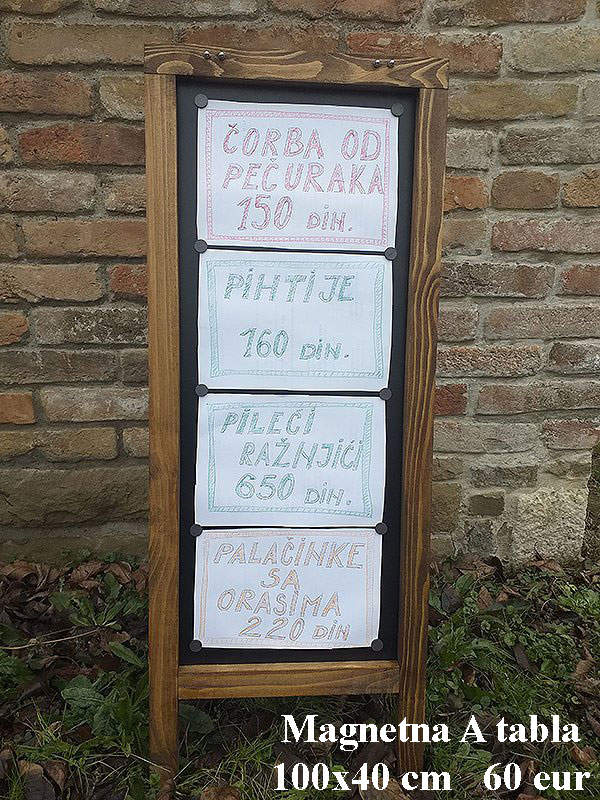 ČORBA OD
PEČURAKA
150 DIN.
PIHTIJE
160 DIN.
PILEĆI
RAŽNJIĆI
650 DIN.
PALAČINKE
SA
ORASIMA
220 DIN
Magnetna A tabla
100x40 cm 60 eur